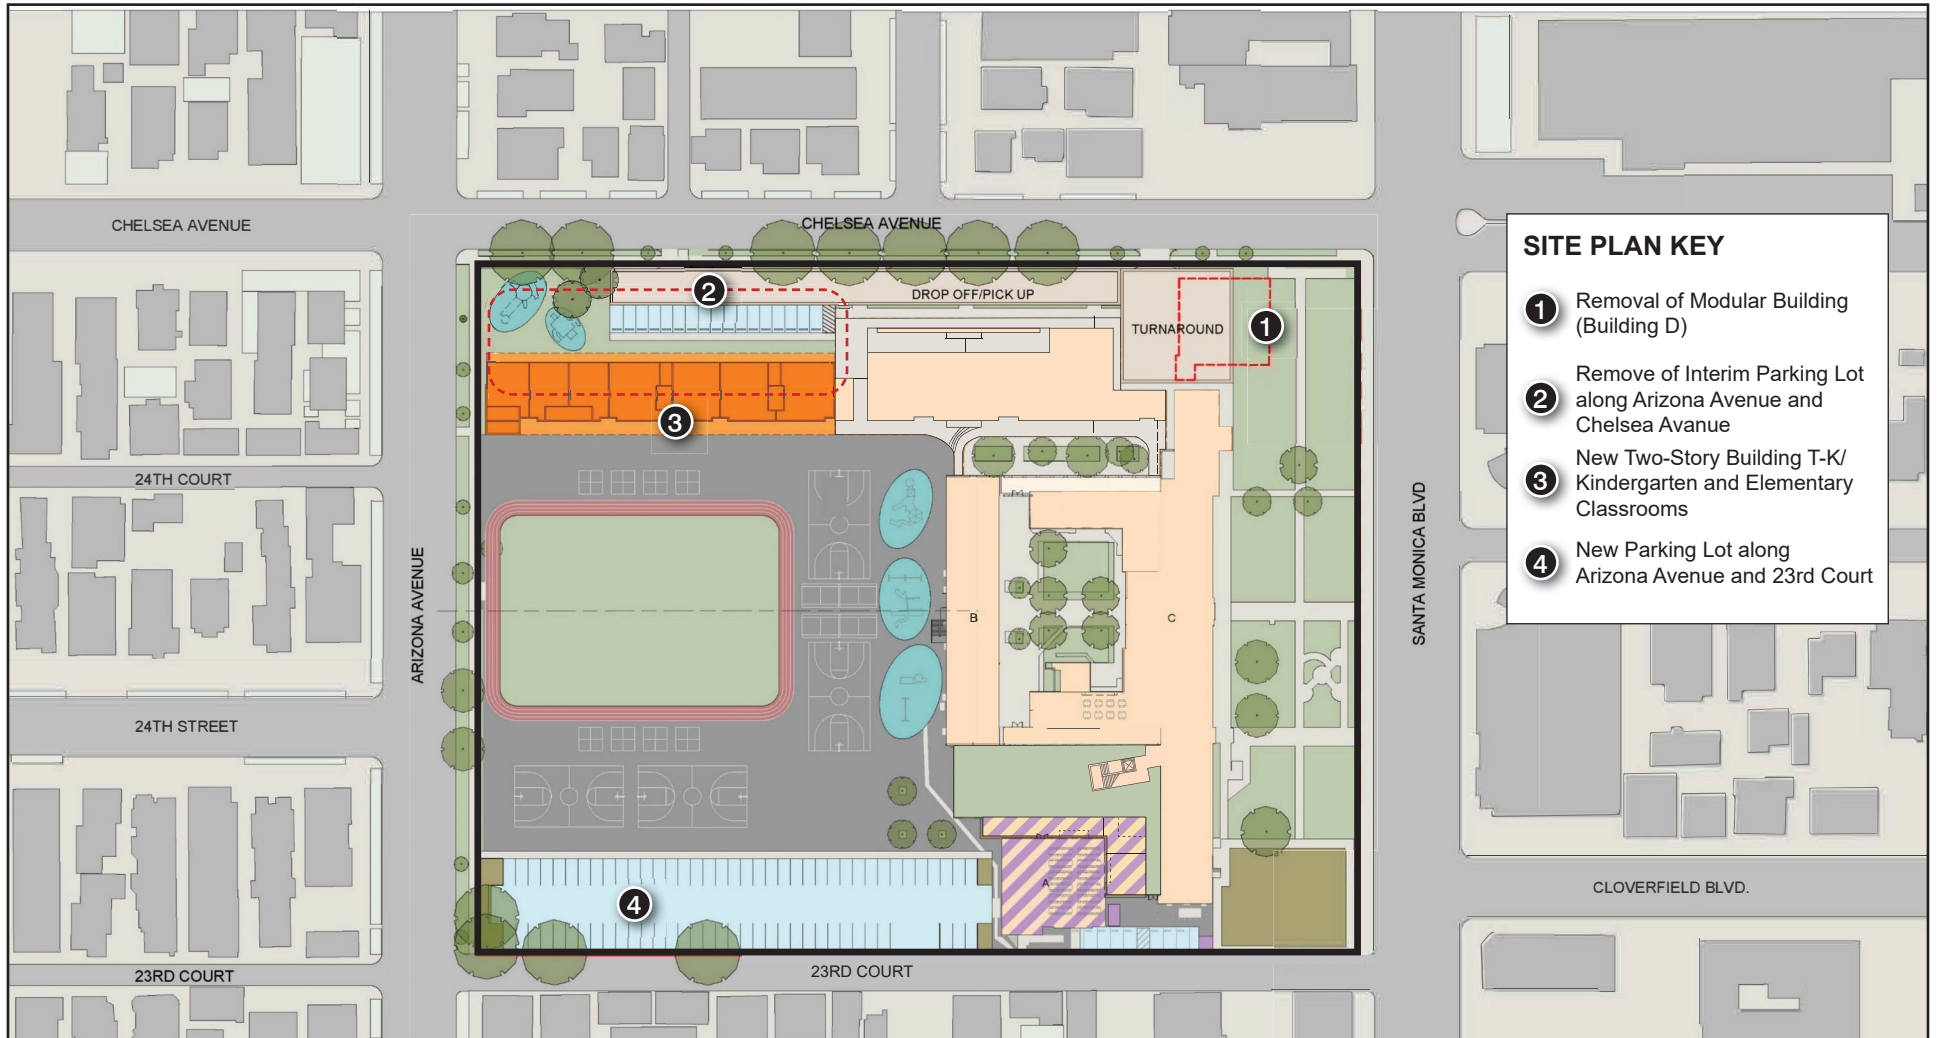 CHELSEA AVENUE
CHELSEA AVENUE
SITE PLAN KEY
1 Removal of Modular Building
(Building D)
2 Remove of Interim Parking Lot
along Arizona Avenue and
Chelsea Avanue
3 New Two-Story Building T-K/
Kindergarten and Elementary
Classrooms
4 New Parking Lot along
Arizona Avenue and 23rd Court
2
DROP OFF/PICK UP
TURNAROUND
1
3
24TH COURT
ARIZONA AVENUE
SANTA MONICA BLVD
B
C
24TH STREET
A
4
CLOVERFIELD BLVD.
23RD COURT
23RD COURT